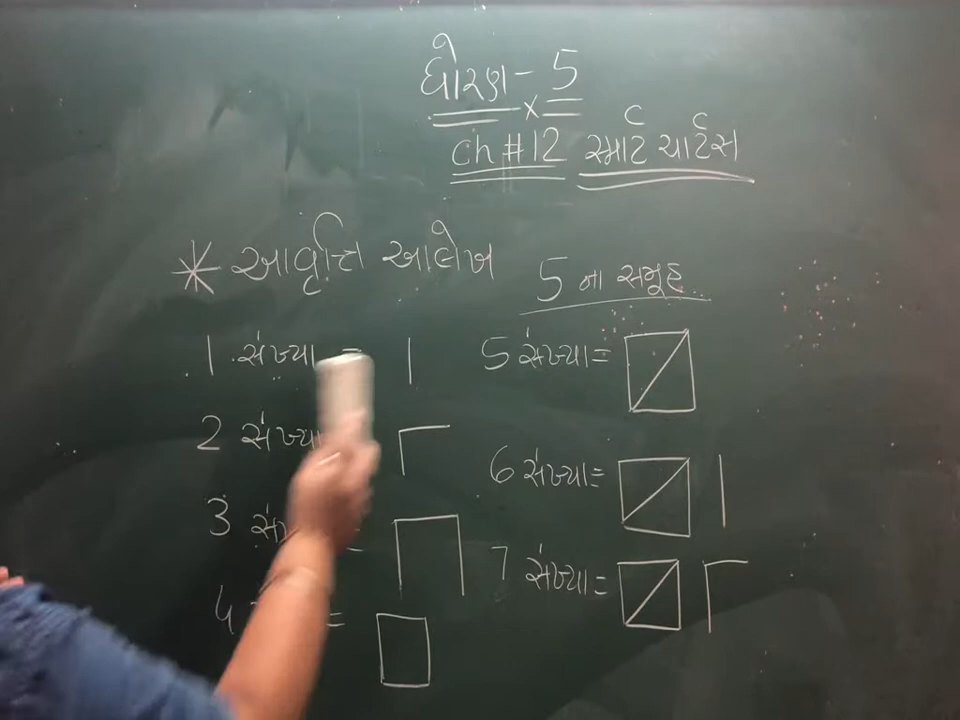 ધોરણ - 5
ch #12 સ્માર્ટ ચાર્ટસ
* આવૃત્તિ આલેખ
5 ના સમૂહ
1 સંખ્યા =
2 સંખ્યા
3
4 =
5 સંખ્યા =
6 સંખ્યા =
7 સંખ્યા =